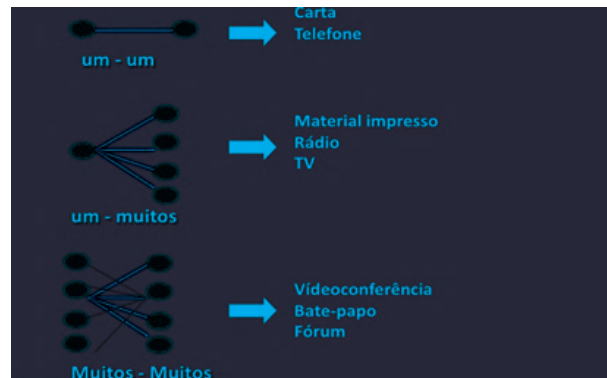 Carta
Telefone
um - um
Material impresso
Rádio
TV
um - muitos
Vídeoconferência
Bate-papo
Fórum
Muitos - Muitos